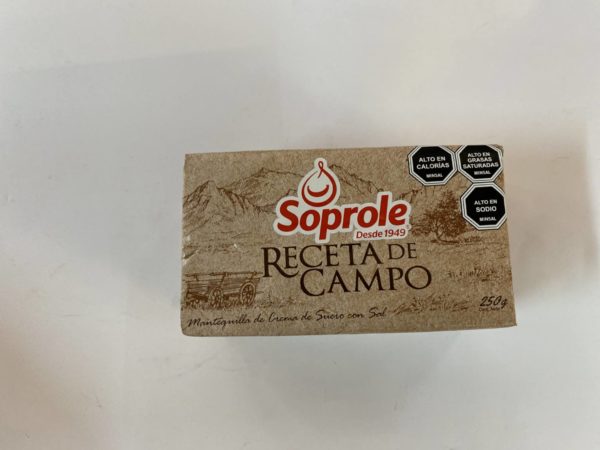 ALTO EN
CALORÍAS
MINSAL
ALTO EN
GRASAS
SATURADAS
MINSAL
ALTO EN
SODIO
MINSAL
Soprole
Desde 1949
RECETA DE
CAMPO
250g
Mantequilla de Crema de Suero con Sal